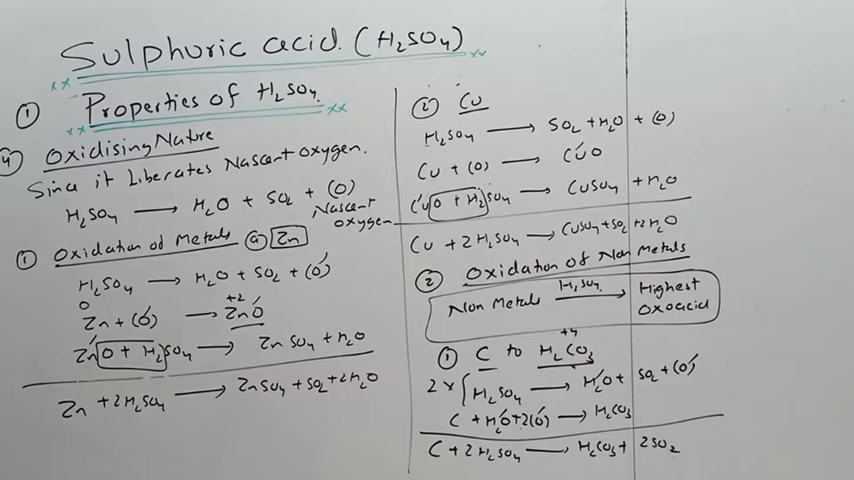 Sulphuric acid. (H₂SO₄)
① Properties of H₂SO₄.
④ Oxidising Nature
Since it Liberates Nascent oxygen.
H₂SO₄ → H₂O + SO₂ + (O)
Nascent
oxygen
① Oxidation of Metals ⓐ Zn
H₂SO₄ → H₂O + SO₂ + (O)
0 +2
Zn + (O) → ZnO
ZnO + H₂SO₄ → ZnSO₄ + H₂O
Zn + 2H₂SO₄ → ZnSO₄ + SO₂ + 2H₂O
Cu
H₂SO₄ → SO₂ + H₂O + (O)
Cu + (O) → CuO
CuO + H₂SO₄ → CuSO₄ + H₂O
Cu + 2H₂SO₄ → CuSO₄ + SO₂ + 2H₂O
② Oxidation of Non Metals
Non Metals H₂SO₄ → Highest
Oxoacid
+4
① C to H₂CO₃
2 × { H₂SO₄ → H₂O + SO₂ + (O)
C + H₂O + 2(O) → H₂CO₃
C + 2H₂SO₄ → H₂CO₃ + 2SO₂